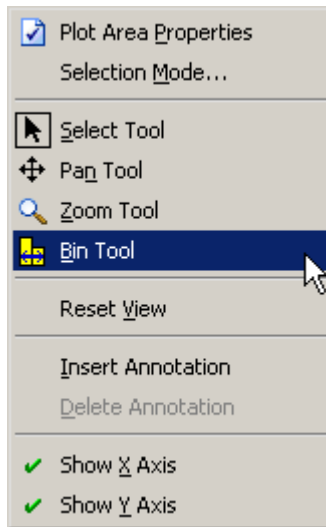 Plot Area Properties
Selection Mode...
Select Tool
Pan Tool
Zoom Tool
Bin Tool
Reset View
Insert Annotation
Delete Annotation
Show X Axis
Show Y Axis